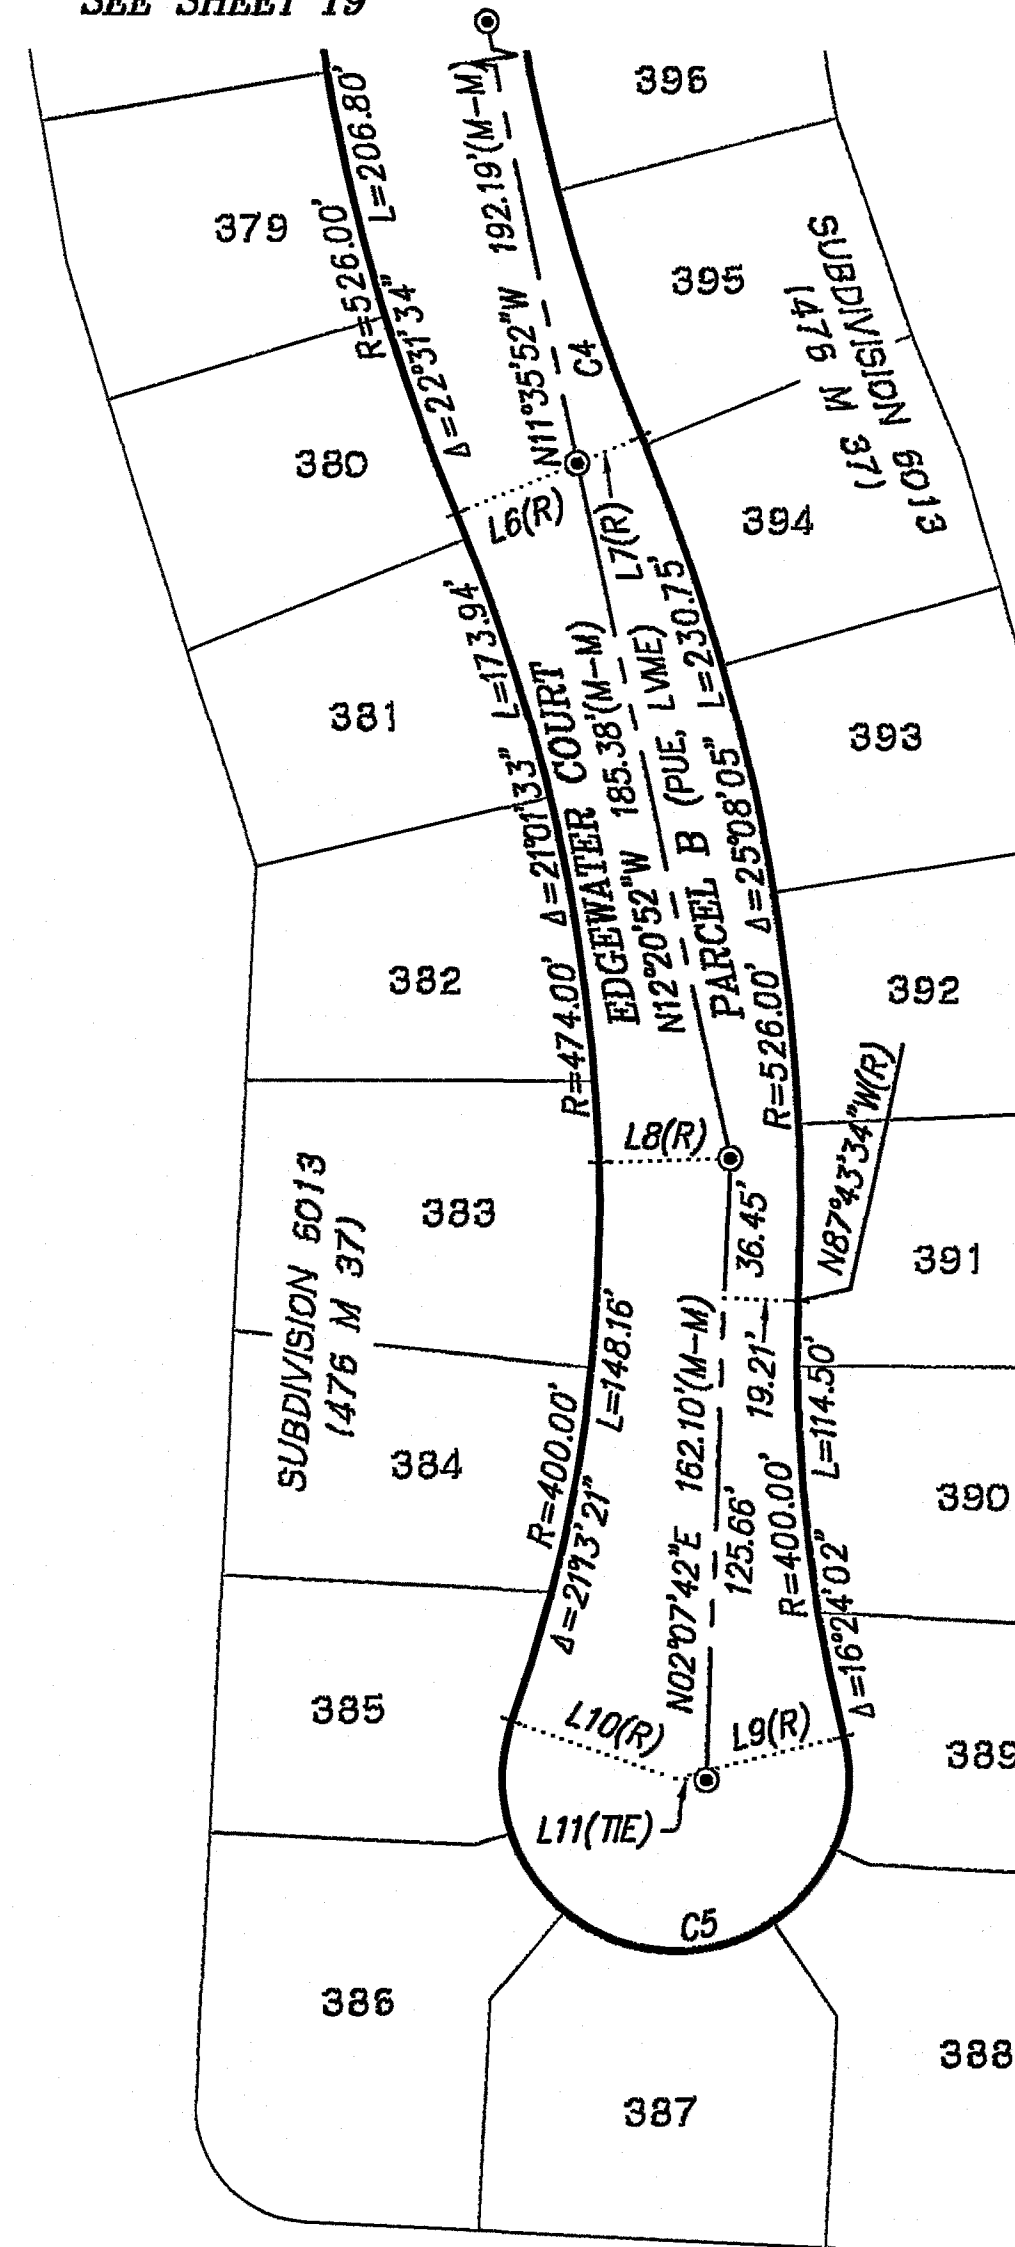 SEE SHEET 19
396
192.19'(M-M)
L=206.80'
R=526.00'
379
395
SUBDIVISION 6013
(476 M 37)
Δ=22°31'34"
N11°35'52"W
C4
380
L6(R)
L7(R)
394
L=173.94'
381
Δ=21°01'33"
R=474.00'
EDGEWATER COURT
185.38'(M-M)
N12°20'52"W
PARCEL B (PUE, LVME)
L=230.75'
Δ=25°08'05"
R=526.00'
393
382
392
L8(R)
N87°43'34"W(R)
383
36.45'
391
SUBDIVISION 6013
(476 M 37)
L=148.16'
R=400.00'
Δ=21°13'21"
162.10'(M-M)
N02°07'42"E
19.21'
125.66'
L=114.50'
R=400.00'
Δ=16°24'02"
384
390
385
L10(R)
L9(R)
389
L11(TIE)
C5
386
388
387